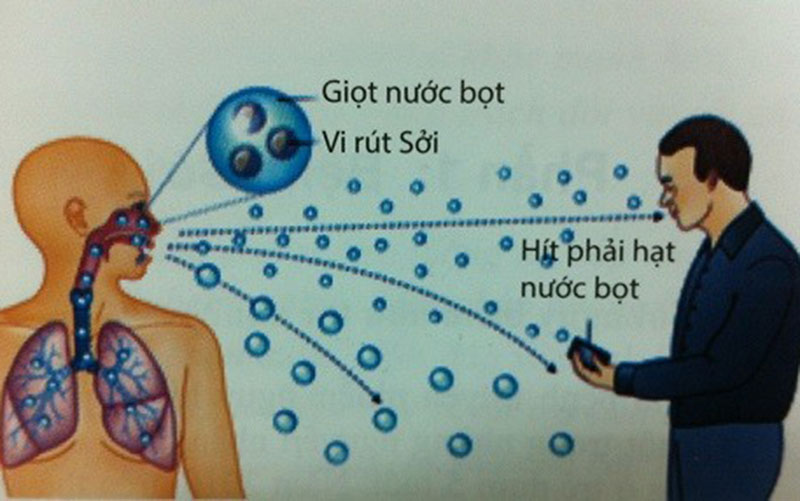 Giọt nước bọt
Vi rút Sởi
Hít phải hạt
nước bọt